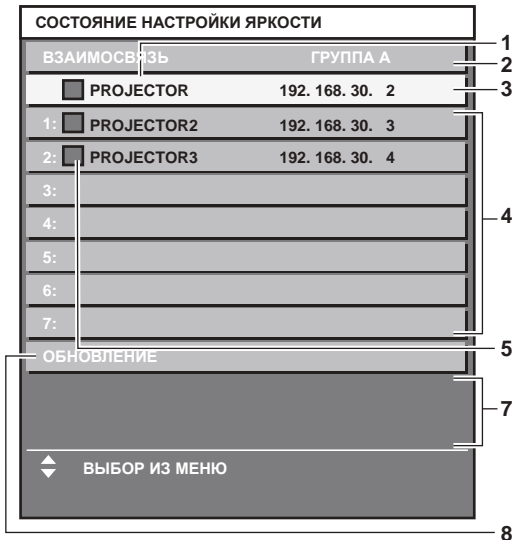 СОСТОЯНИЕ НАСТРОЙКИ ЯРКОСТИ
ВЗАИМОСВЯЗЬ ГРУППА A
PROJECTOR 192. 168. 30. 2
1: PROJECTOR2 192. 168. 30. 3
2: PROJECTOR3 192. 168. 30. 4
3:
4:
5:
6:
7:
ОБНОВЛЕНИЕ
ВЫБОР ИЗ МЕНЮ
1
2
3
4
5
7
8